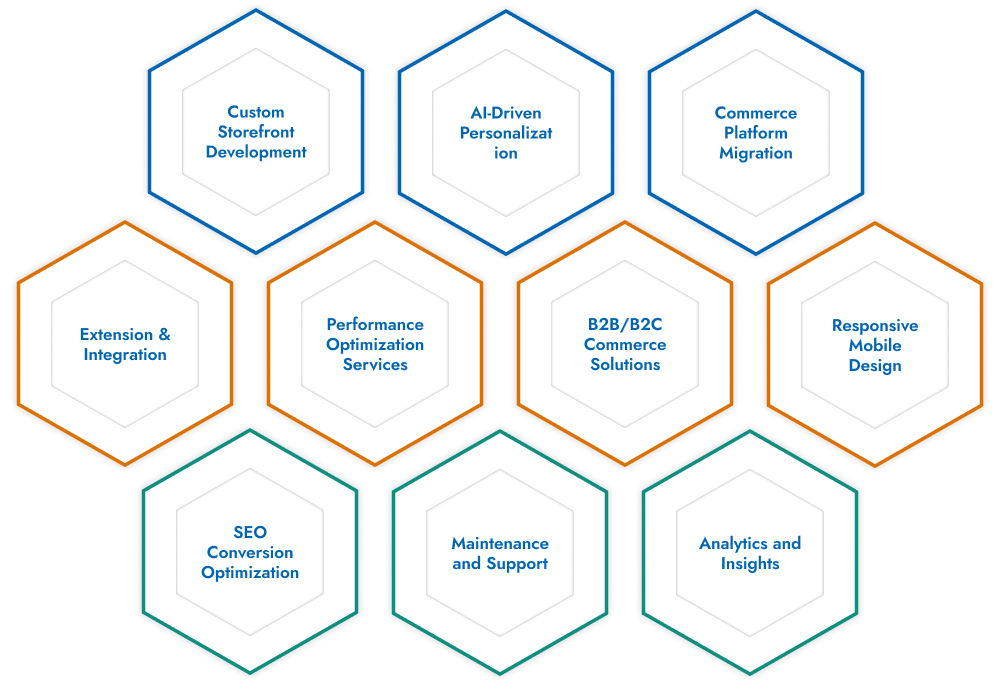 Custom
Storefront
Development
AI-Driven
Personalizat
ion
Commerce
Platform
Migration
Extension &
Integration
Performance
Optimization
Services
B2B/B2C
Commerce
Solutions
Responsive
Mobile
Design
SEO
Conversion
Optimization
Maintenance
and Support
Analytics and
Insights